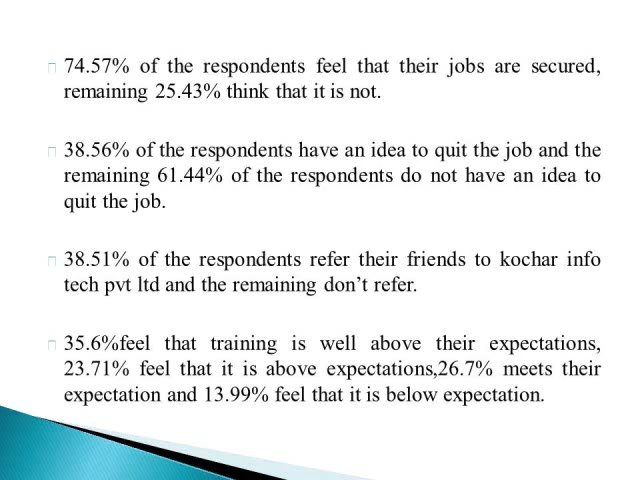 74.57% of the respondents feel that their jobs are secured,
remaining 25.43% think that it is not.
38.56% of the respondents have an idea to quit the job and the
remaining 61.44% of the respondents do not have an idea to
quit the job.
38.51% of the respondents refer their friends to kochar info
tech pvt ltd and the remaining don’t refer.
35.6%feel that training is well above their expectations,
23.71% feel that it is above expectations,26.7% meets their
expectation and 13.99% feel that it is below expectation.